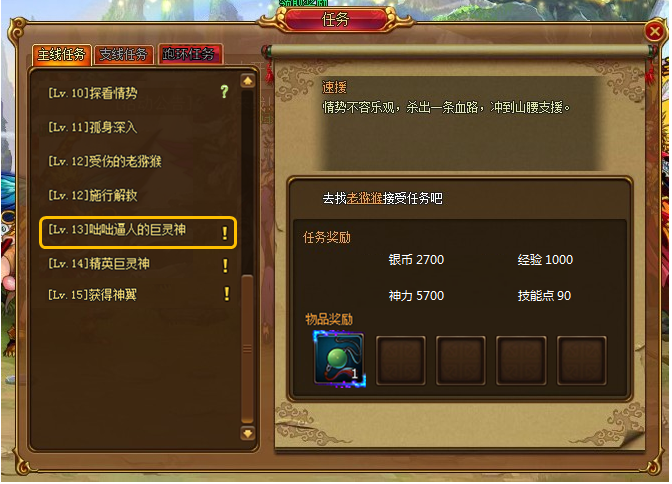 任务
主线任务 支线任务 跑环任务
[Lv.10]探看情势
[Lv.11]孤身深入
[Lv.12]受伤的老猕猴
[Lv.12]施行解救
[Lv.13]咄咄逼人的巨灵神
[Lv.14]精英巨灵神
[Lv.15]获得神翼
速援
情势不容乐观，杀出一条血路，冲到山腰支援。
去找老猕猴接受任务吧
任务奖励
银币 2700 经验 1000
神力 5700 技能点 90
物品奖励
1